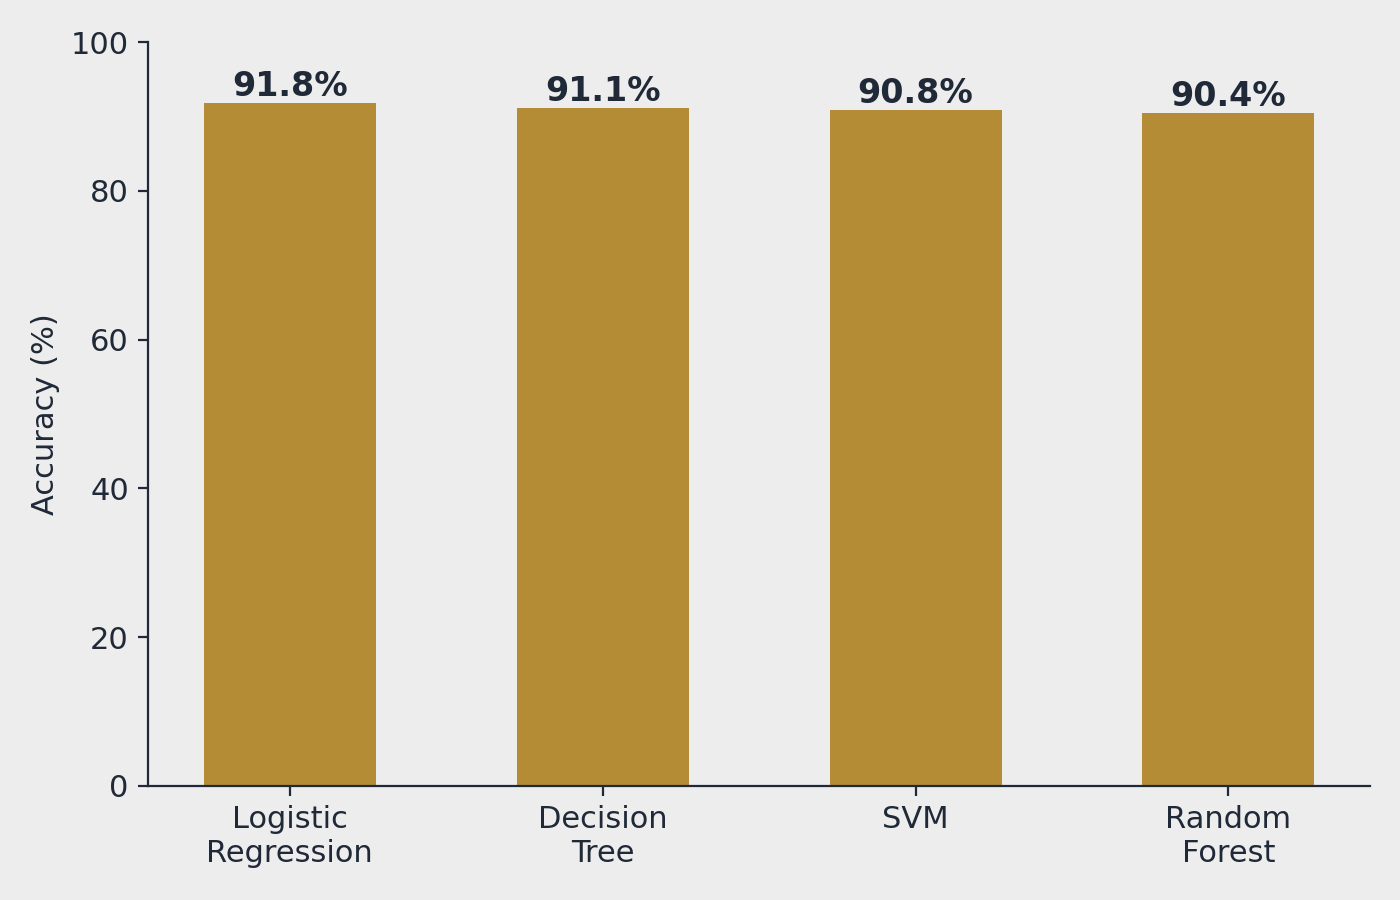 Accuracy (%)
100
80
60
40
20
0
91.8%
91.1%
90.8%
90.4%
Logistic
Regression
Decision
Tree
SVM
Random
Forest